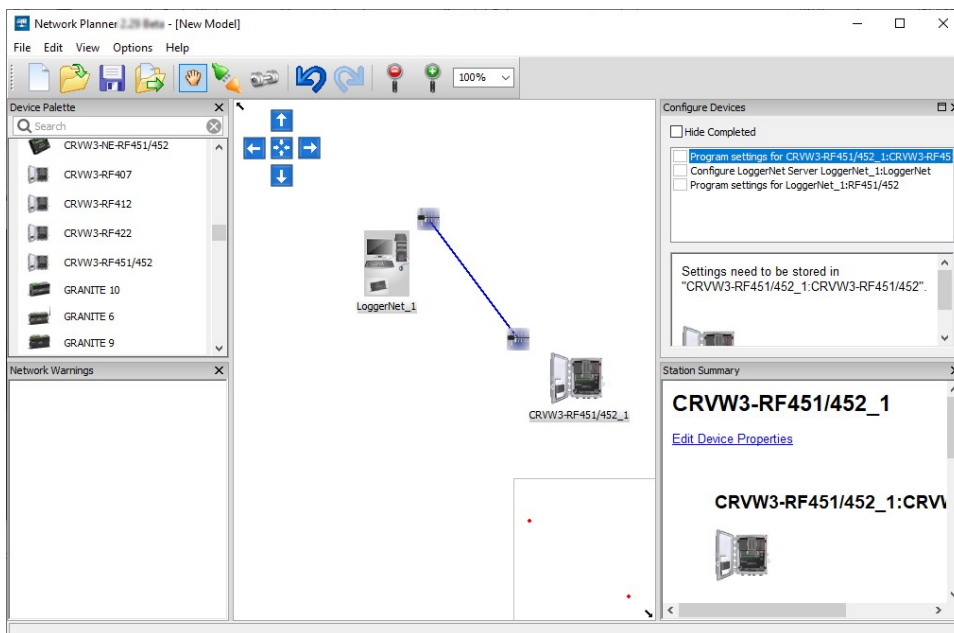 Network Planner 2.29 Beta - [New Model]
File Edit View Options Help
100%
Device Palette
Search
CRVW3-NE-RF451/452
CRVW3-RF407
CRVW3-RF412
CRVW3-RF422
CRVW3-RF451/452
GRANITE 10
GRANITE 6
GRANITE 9
Network Warnings
LoggerNet_1
CRVW3-RF451/452_1
Configure Devices
Hide Completed
Program settings for CRVW3-RF451/452_1:CRVW3-RF45
Configure LoggerNet Server LoggerNet_1:LoggerNet
Program settings for LoggerNet_1:RF451/452
Settings need to be stored in
"CRVW3-RF451/452_1:CRVW3-RF451/452".
Station Summary
CRVW3-RF451/452_1
Edit Device Properties
CRVW3-RF451/452_1:CRVW